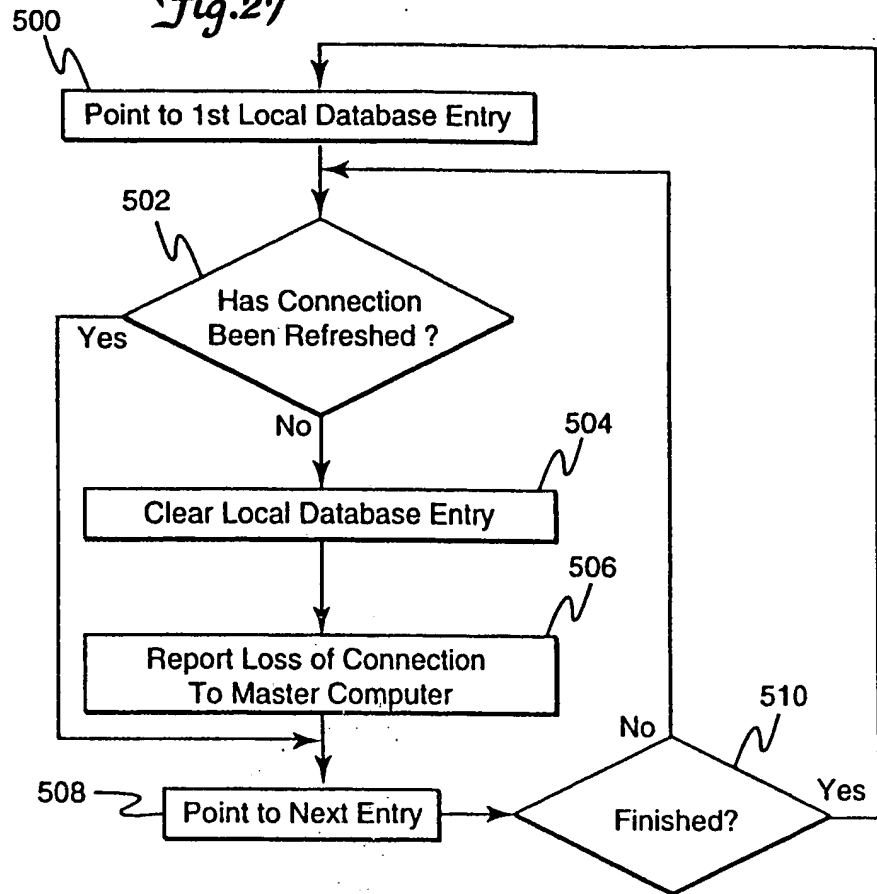 Fig.27
500
Point to 1st Local Database Entry
502
Has Connection
Been Refreshed ?
Yes
No
504
Clear Local Database Entry
506
Report Loss of Connection
To Master Computer
510
No
508
Point to Next Entry
Finished?
Yes